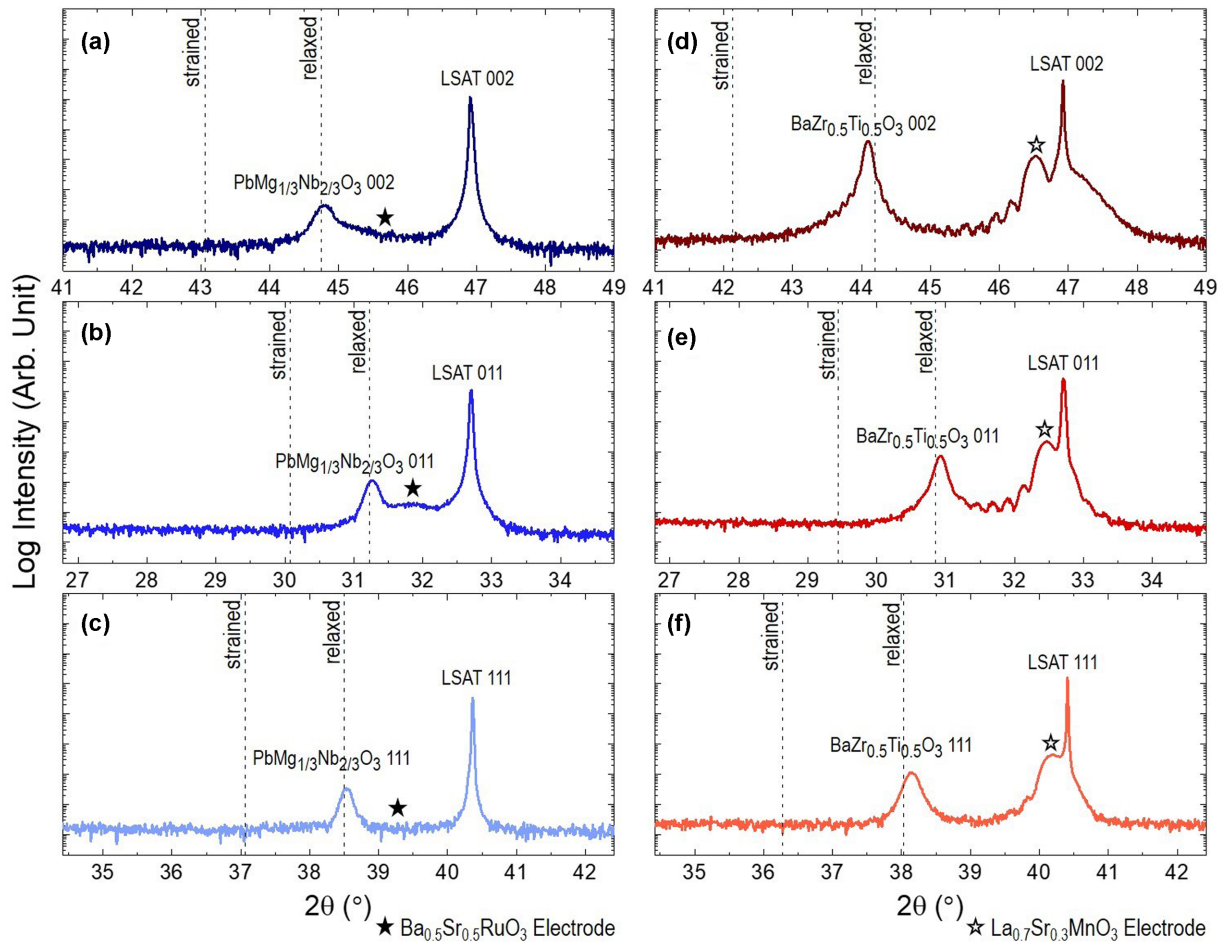 (a)
strained
relaxed
LSAT 002
PbMg1/3Nb2/3O3 002
★
41 42 43 44 45 46 47 48 49
(d)
strained
relaxed
LSAT 002
BaZr0.5Ti0.5O3 002
☆
41 42 43 44 45 46 47 48 49
(b)
strained
relaxed
LSAT 011
PbMg1/3Nb2/3O3 011
★
27 28 29 30 31 32 33 34
(e)
strained
relaxed
LSAT 011
BaZr0.5Ti0.5O3 011
☆
27 28 29 30 31 32 33 34
(c)
strained
relaxed
LSAT 111
PbMg1/3Nb2/3O3 111
★
35 36 37 38 39 40 41 42
(f)
strained
relaxed
LSAT 111
BaZr0.5Ti0.5O3 111
☆
35 36 37 38 39 40 41 42
Log Intensity (Arb. Unit)
2θ (°)
2θ (°)
★ Ba0.5Sr0.5RuO3 Electrode
☆ La0.7Sr0.3MnO3 Electrode